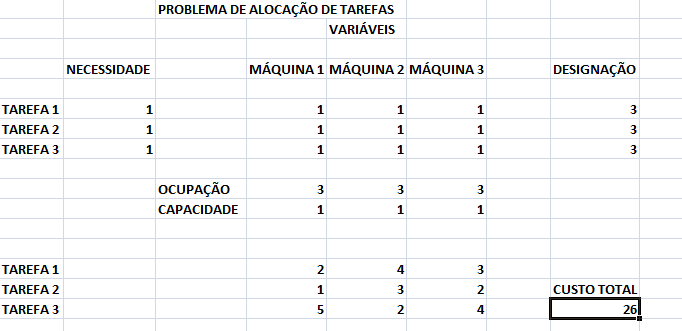 PROBLEMA DE ALOCAÇÃO DE TAREFAS
VARIÁVEIS
NECESSIDADE MÁQUINA 1 MÁQUINA 2 MÁQUINA 3 DESIGNAÇÃO
TAREFA 1 1 1 1 1 3
TAREFA 2 1 1 1 1 3
TAREFA 3 1 1 1 1 3
OCUPAÇÃO 3 3 3
CAPACIDADE 1 1 1
TAREFA 1 2 4 3
TAREFA 2 1 3 2 CUSTO TOTAL
TAREFA 3 5 2 4 26